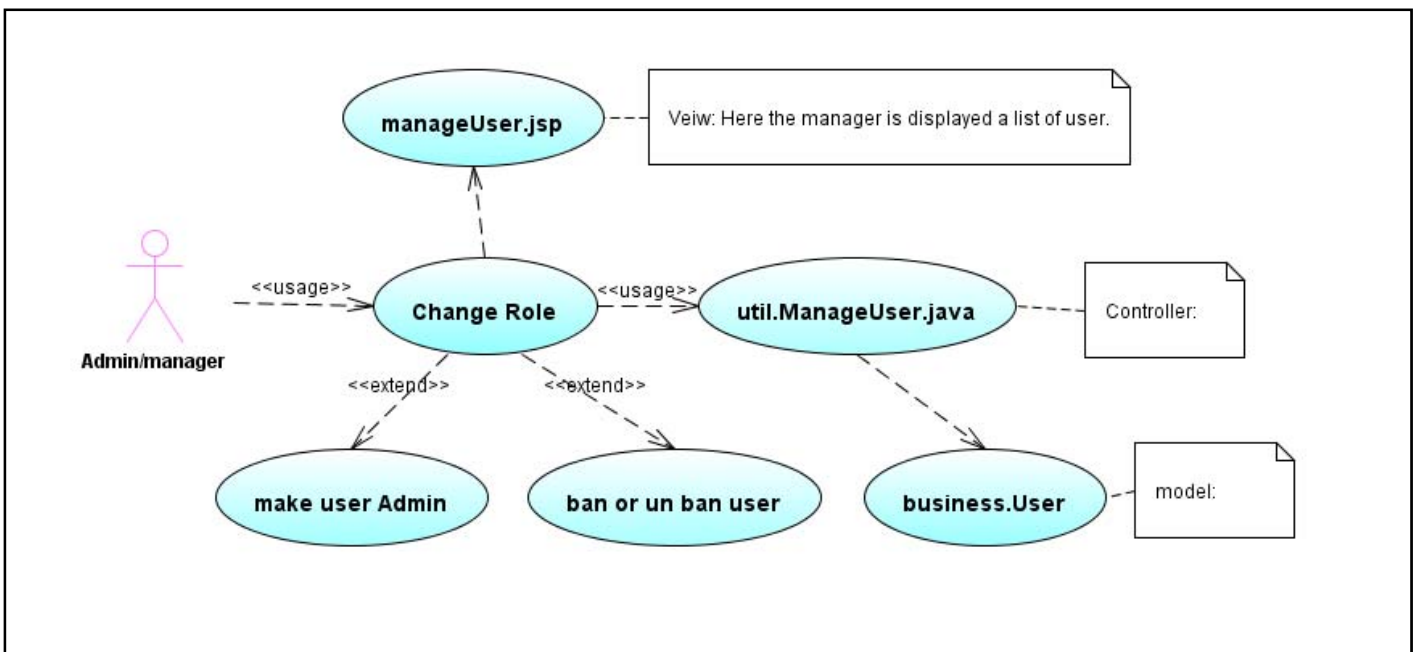 manageUser.jsp
Veiw: Here the manager is displayed a list of user.
<<usage>>
Change Role
<<usage>>
util.ManageUser.java
Controller:
Admin/manager
<<extend>>
<<extend>>
make user Admin
ban or un ban user
business.User
model: